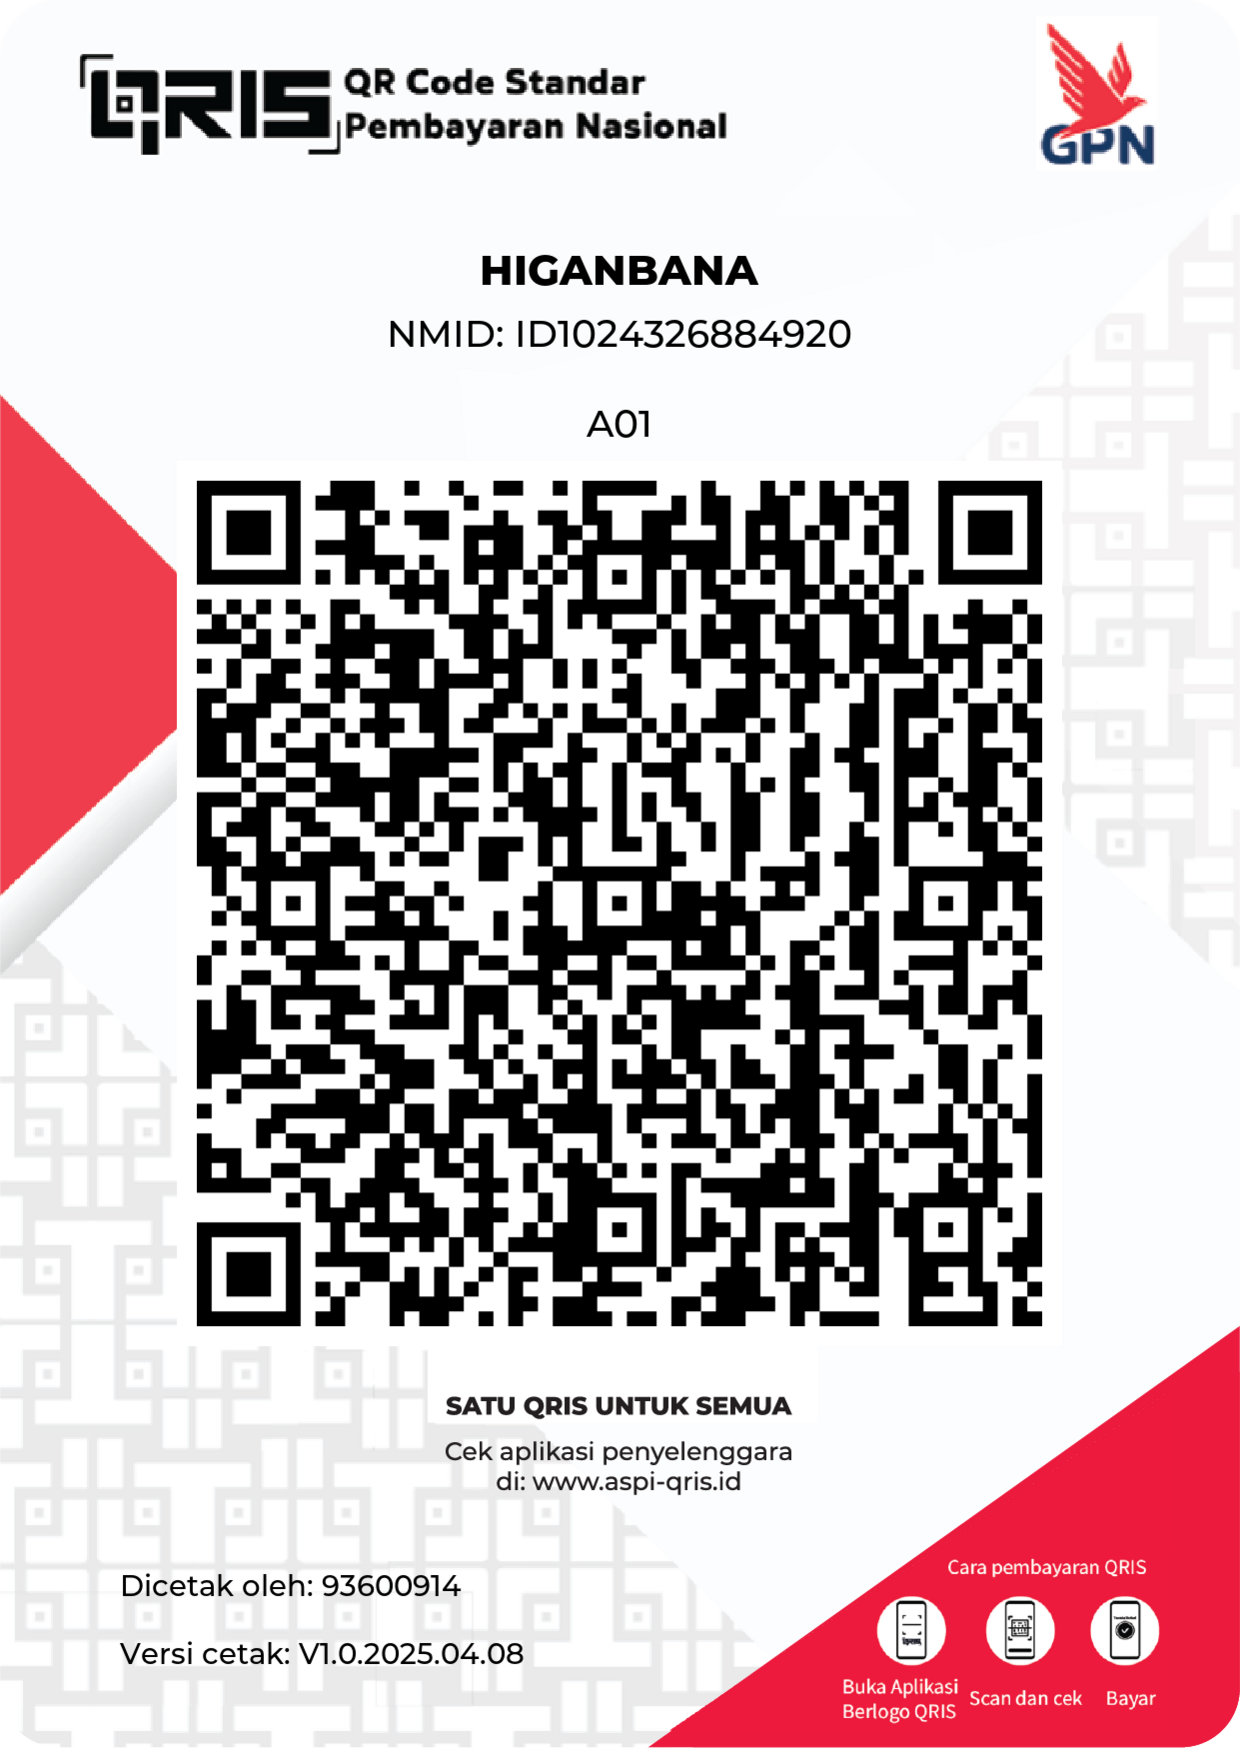 QRIS
QR Code Standar
Pembayaran Nasional
GPN
HIGANBANA
NMID: ID1024326884920
A01
SATU QRIS UNTUK SEMUA
Cek aplikasi penyelenggara
di: www.aspi-qris.id
Dicetak oleh: 93600914
Versi cetak: V1.0.2025.04.08
Cara pembayaran QRIS
Buka Aplikasi
Berlogo QRIS
Scan dan cek
Bayar